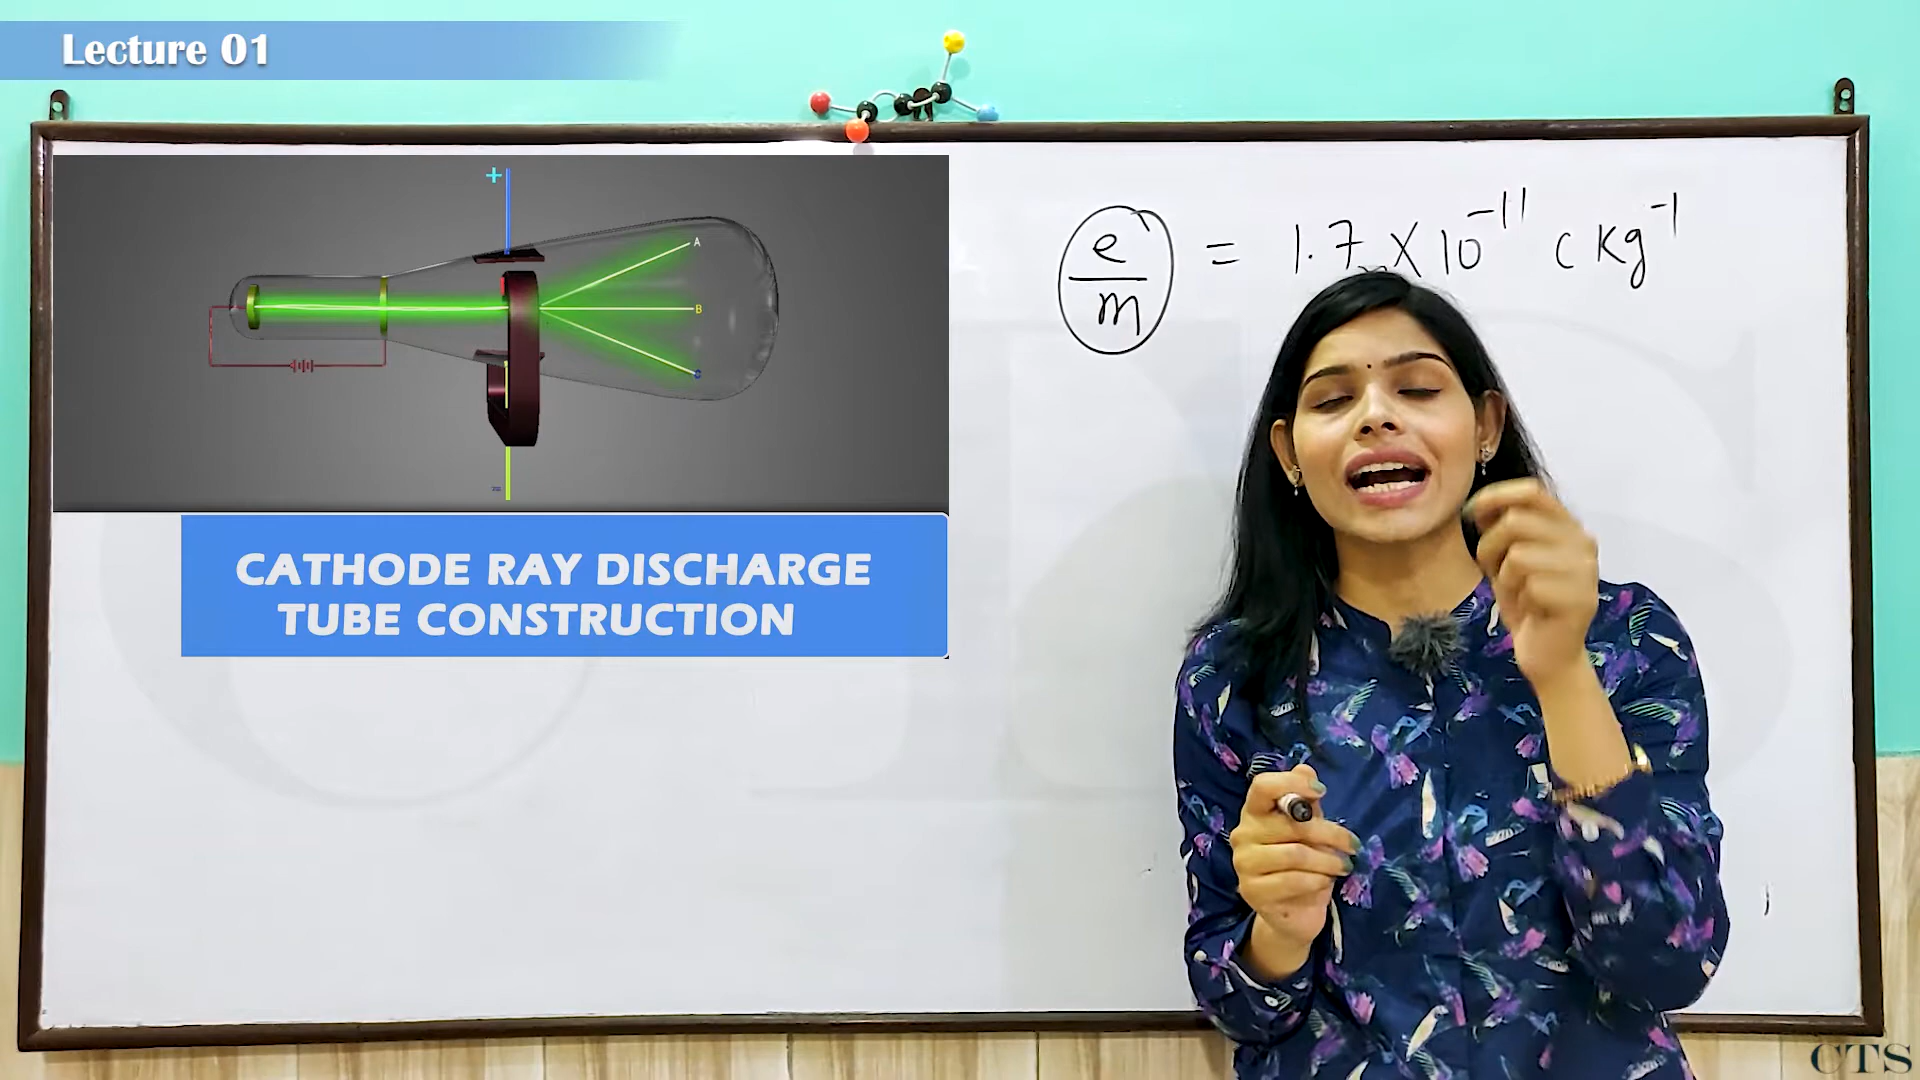 Lecture 01
+
A
B
C
=
CATHODE RAY DISCHARGE
TUBE CONSTRUCTION
e/m = 1.7 × 10⁻¹¹ C Kg⁻¹
CTS